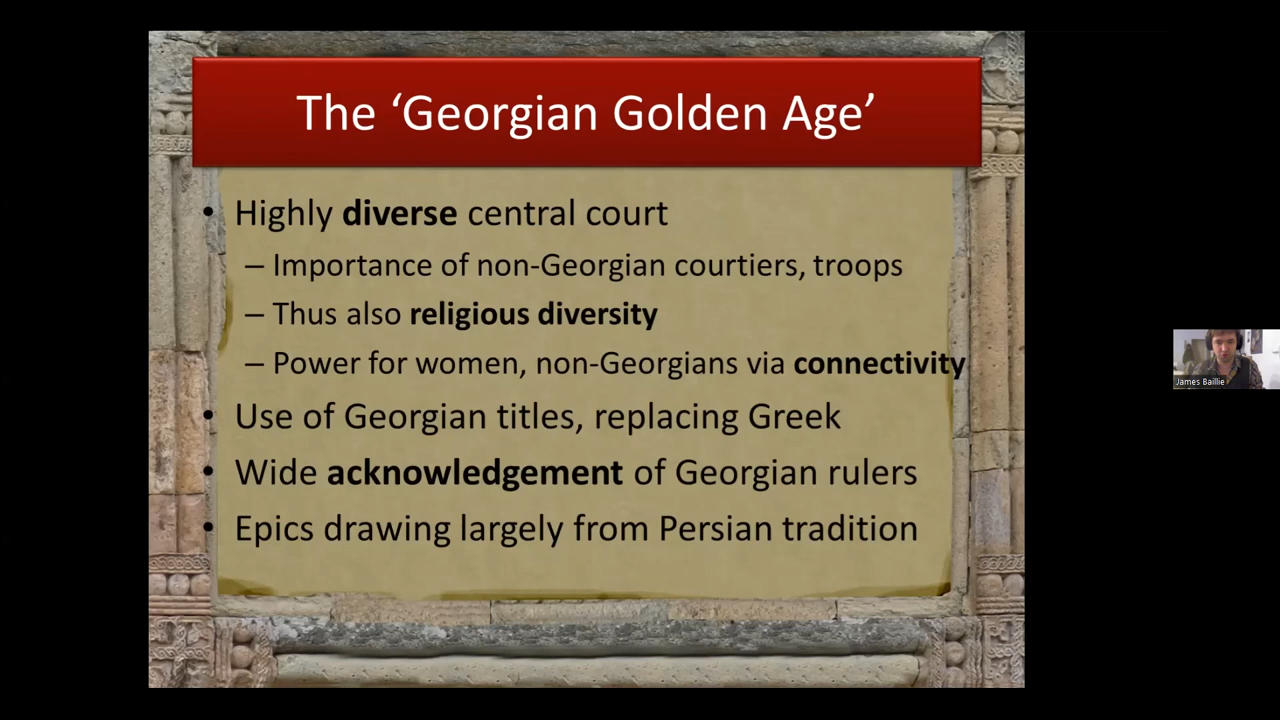 The ‘Georgian Golden Age’
• Highly diverse central court
– Importance of non-Georgian courtiers, troops
– Thus also religious diversity
– Power for women, non-Georgians via connectivity
• Use of Georgian titles, replacing Greek
• Wide acknowledgement of Georgian rulers
• Epics drawing largely from Persian tradition
James Baillie